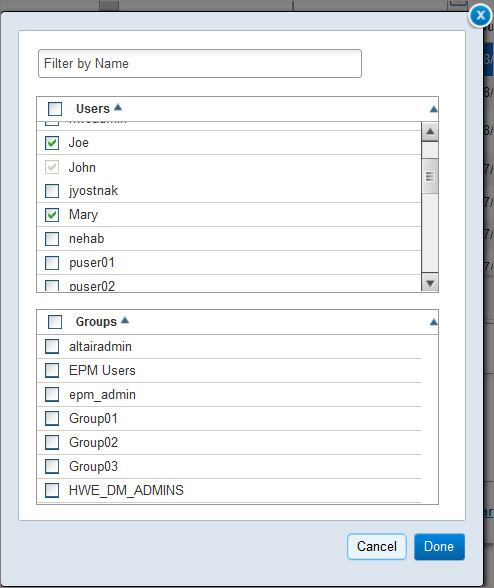 Filter by Name
Users
Joe
John
jyostnak
Mary
nehab
puser01
puser02
Groups
altairadmin
EPM Users
epm_admin
Group01
Group02
Group03
HWE_DM_ADMINS
Cancel
Done